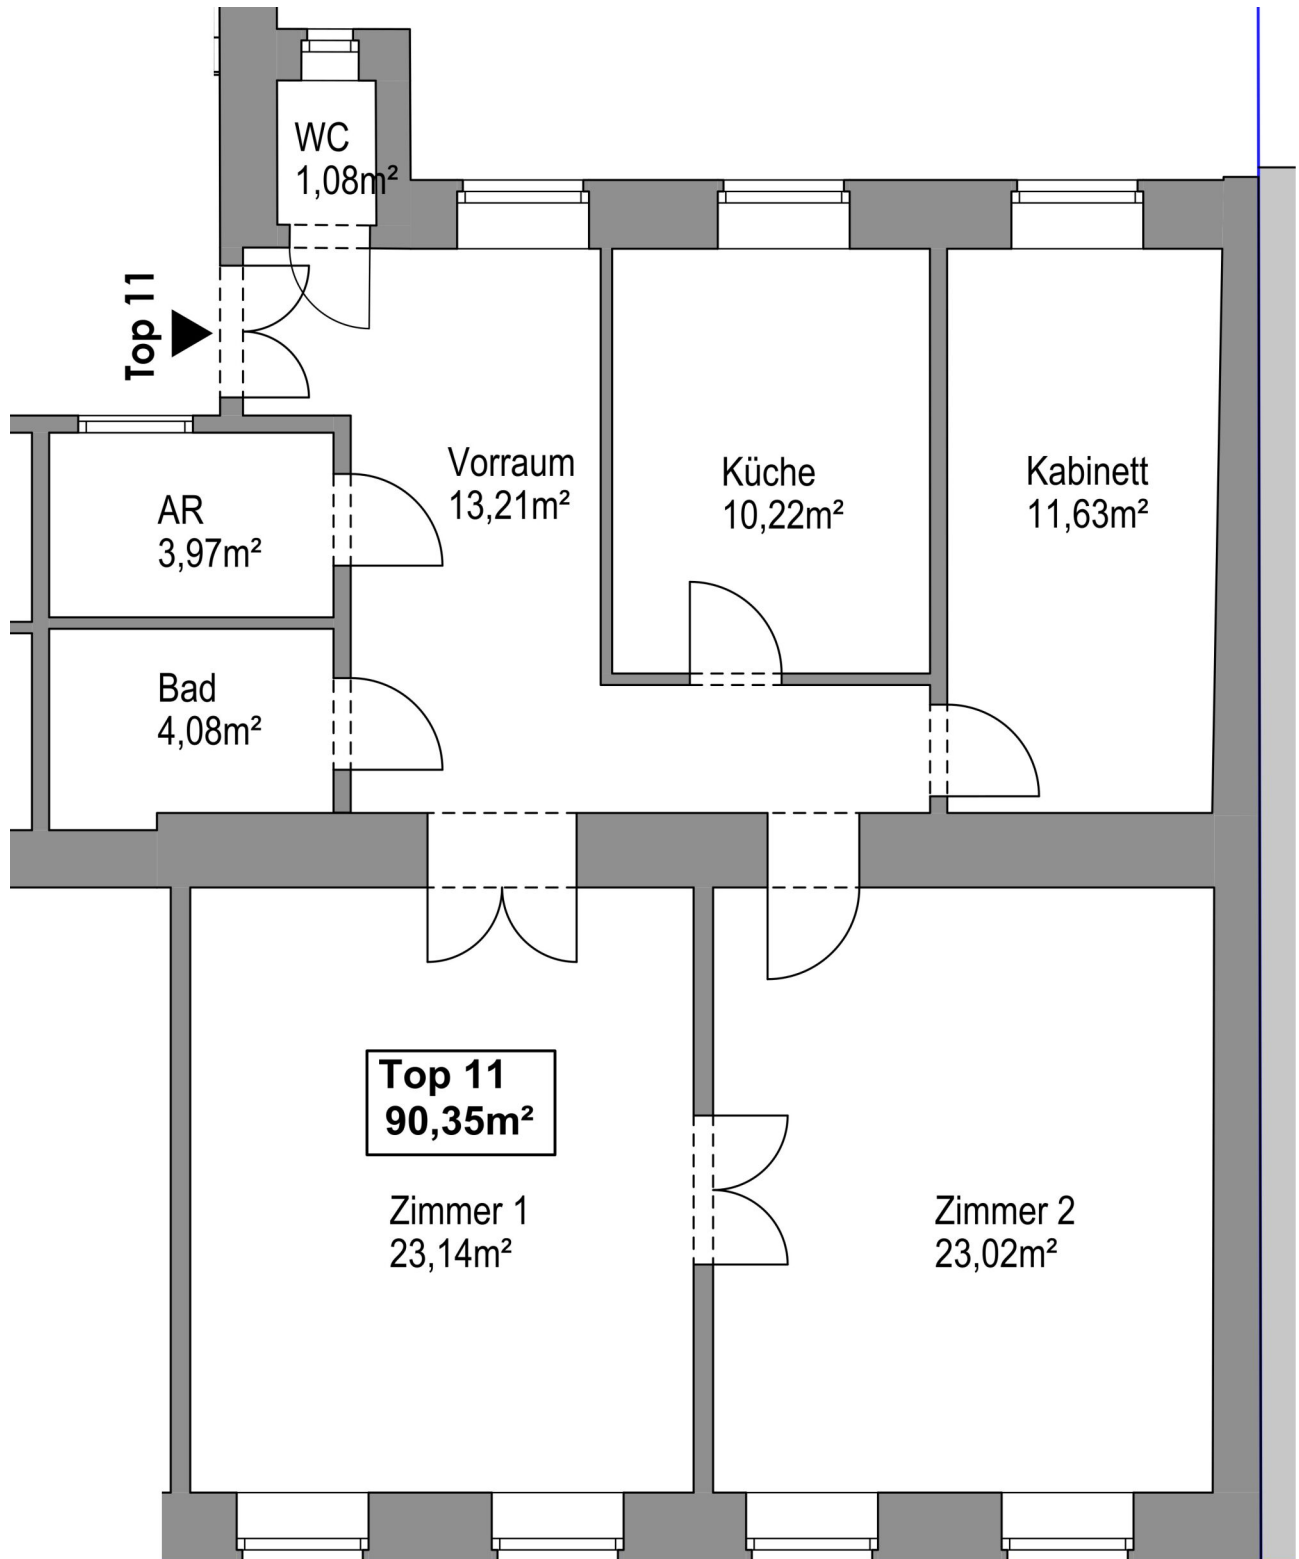 WC
1,08m²
Top 11
Vorraum
13,21m²
Küche
10,22m²
Kabinett
11,63m²
AR
3,97m²
Bad
4,08m²
Top 11
90,35m²
Zimmer 1
23,14m²
Zimmer 2
23,02m²